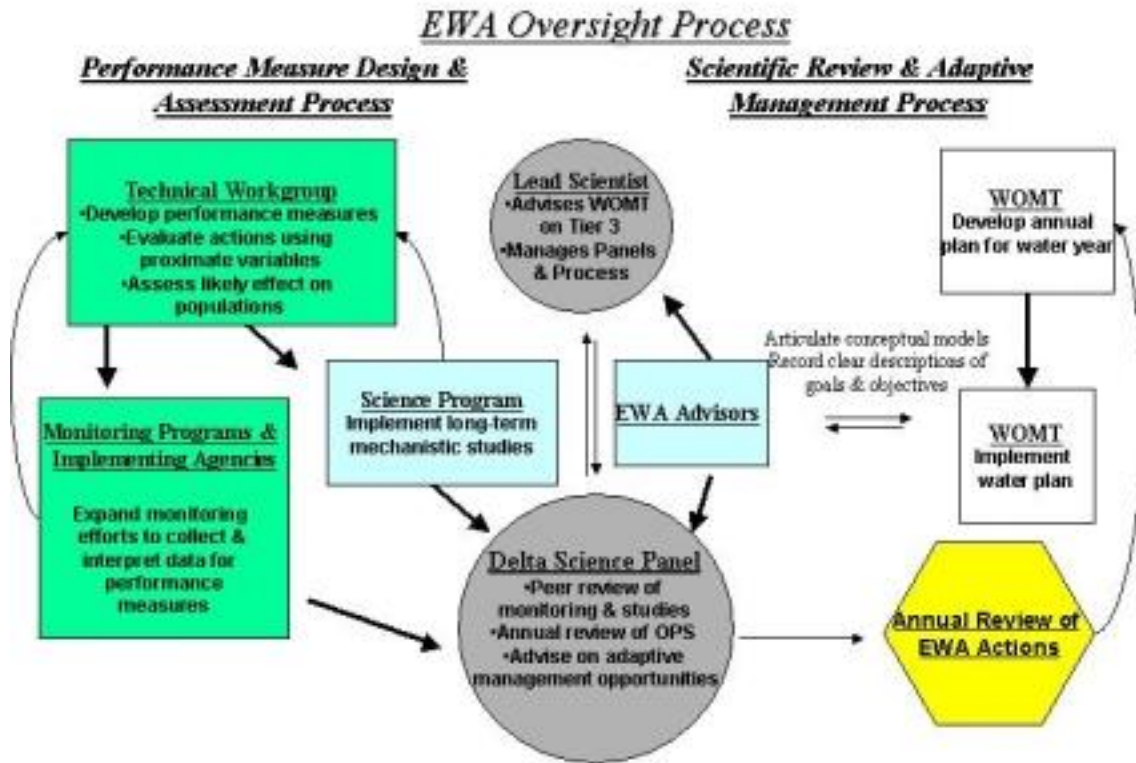 EWA Oversight Process
Performance Measure Design &
Assessment Process
Scientific Review & Adaptive
Management Process
Technical Workgroup
•Develop performance measures
•Evaluate actions using
proximate variables
•Assess likely effect on
populations
Lead Scientist
•Advises WOMT
on Tier 3
•Manages Panels
& Process
WOMT
Develop annual
plan for water year
Articulate conceptual models
Record clear descriptions of
goals & objectives
Monitoring Programs &
Implementing Agencies
Expand monitoring
efforts to collect &
interpret data for
performance
measures
Science Program
Implement long-term
mechanistic studies
EWA Advisors
WOMT
Implement
water plan
Delta Science Panel
•Peer review of
monitoring & studies
•Annual review of OPS
•Advise on adaptive
management opportunities
Annual Review of
EWA Actions